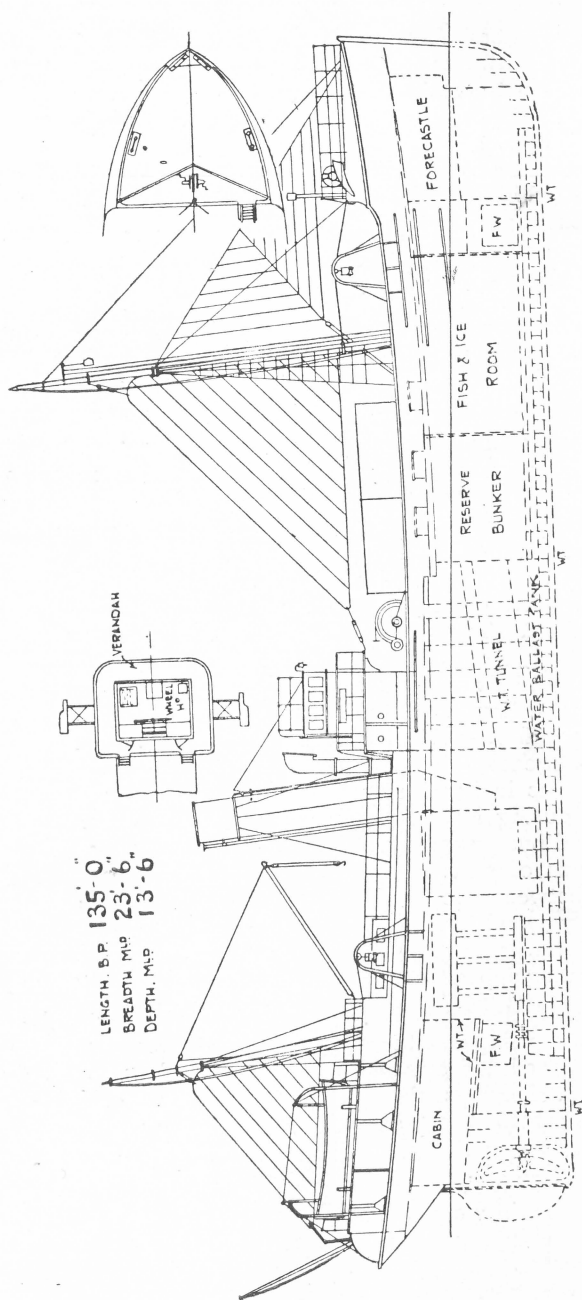 LENGTH. B.P. 135'-0"
BREADTH MLD 23'-6"
DEPTH. MLD 13'-6"
VERANDAH
WHEEL
HO
CABIN
WT
F.W
WT
W.T. TUNNEL
WATER BALLAST TANK
WT
RESERVE
BUNKER
FISH & ICE
ROOM
FORECASTLE
FW
WT